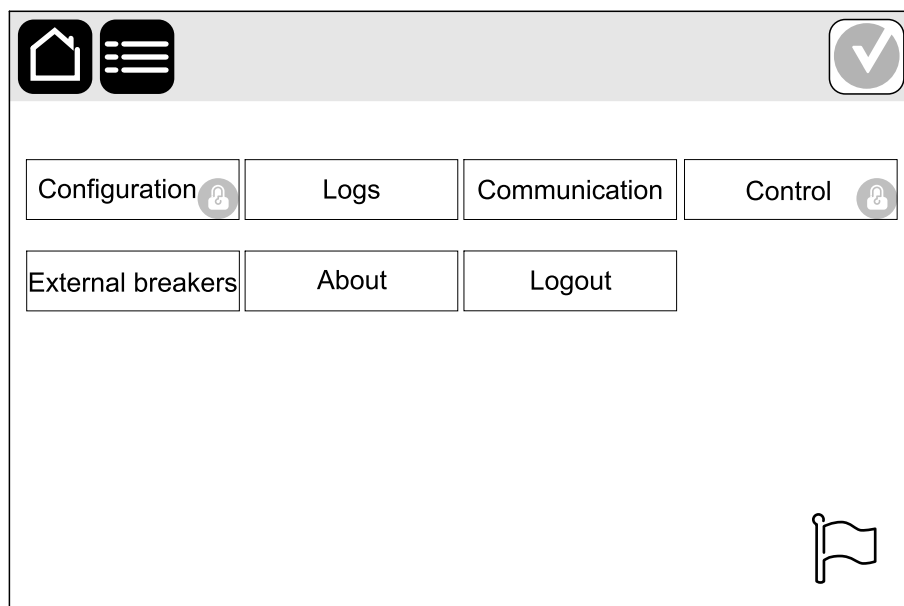 Configuration
Logs
Communication
Control
External breakers
About
Logout